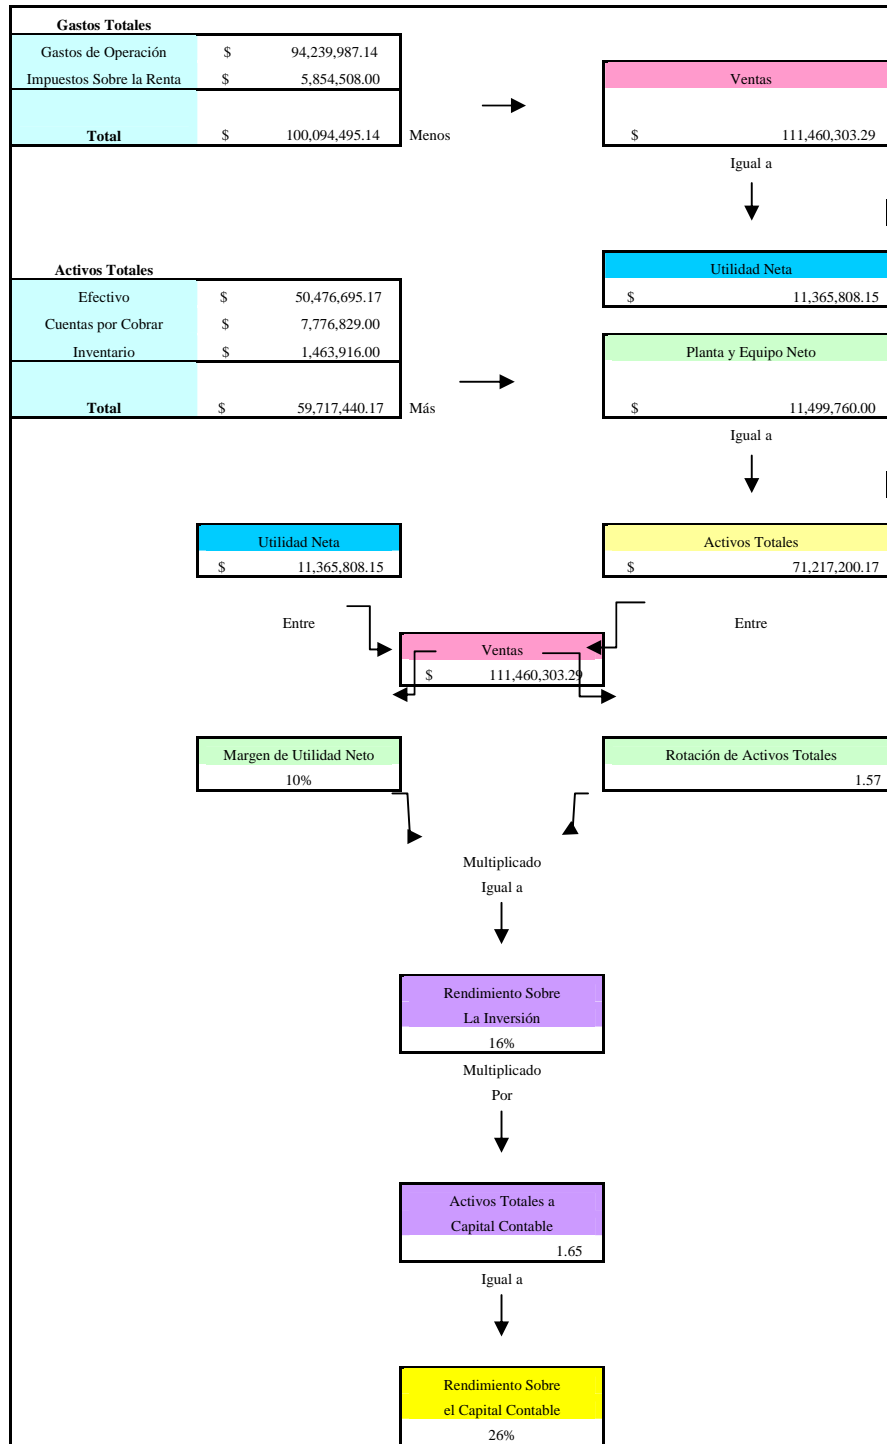 Gastos Totales
Gastos de Operación $ 94,239,987.14
Impuestos Sobre la Renta $ 5,854,508.00
Ventas
Total $ 100,094,495.14 Menos $ 111,460,303.29
Igual a
Activos Totales Utilidad Neta
Efectivo $ 50,476,695.17 $ 11,365,808.15
Cuentas por Cobrar $ 7,776,829.00
Inventario $ 1,463,916.00 Planta y Equipo Neto
Total $ 59,717,440.17 Más $ 11,499,760.00
Igual a
Utilidad Neta Activos Totales
$ 11,365,808.15 $ 71,217,200.17
Entre Entre
Ventas
$ 111,460,303.29
Margen de Utilidad Neto Rotación de Activos Totales
10% 1.57
Multiplicado
Igual a
Rendimiento Sobre
La Inversión
16%
Multiplicado
Por
Activos Totales a
Capital Contable
1.65
Igual a
Rendimiento Sobre
el Capital Contable
26%